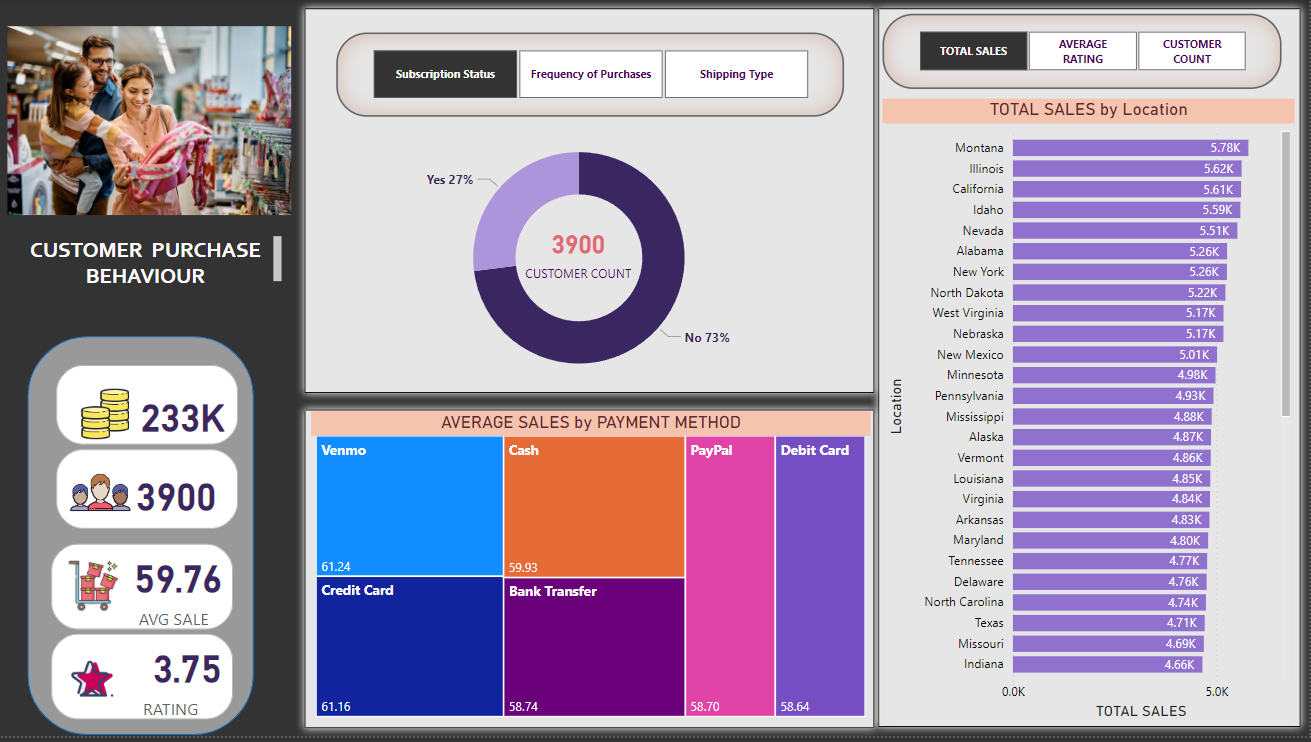 CUSTOMER PURCHASE
BEHAVIOUR
233K
3900
59.76
AVG SALE
3.75
RATING
Subscription Status
Frequency of Purchases
Shipping Type
Yes 27%
3900
CUSTOMER COUNT
No 73%
AVERAGE SALES by PAYMENT METHOD
Venmo
61.24
Cash
59.93
PayPal
58.70
Debit Card
58.64
Credit Card
61.16
Bank Transfer
58.74
TOTAL SALES
AVERAGE
RATING
CUSTOMER
COUNT
TOTAL SALES by Location
Location
Montana 5.78K
Illinois 5.62K
California 5.61K
Idaho 5.59K
Nevada 5.51K
Alabama 5.26K
New York 5.26K
North Dakota 5.22K
West Virginia 5.17K
Nebraska 5.17K
New Mexico 5.01K
Minnesota 4.98K
Pennsylvania 4.93K
Mississippi 4.88K
Alaska 4.87K
Vermont 4.86K
Louisiana 4.85K
Virginia 4.84K
Arkansas 4.83K
Maryland 4.80K
Tennessee 4.77K
Delaware 4.76K
North Carolina 4.74K
Texas 4.71K
Missouri 4.69K
Indiana 4.66K
0.0K 5.0K
TOTAL SALES